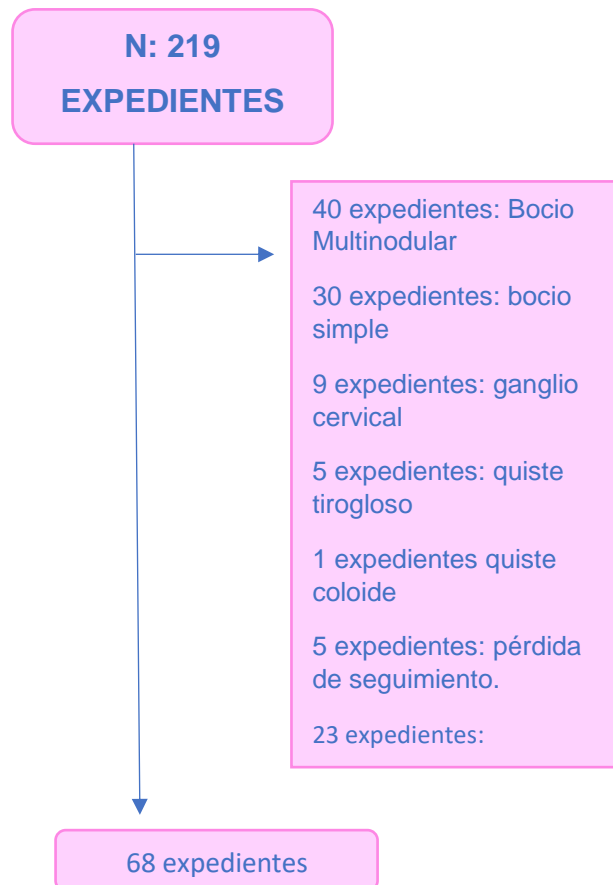 N: 219
EXPEDIENTES
40 expedientes: Bocio
Multinodular
30 expedientes: bocio
simple
9 expedientes: ganglio
cervical
5 expedientes: quiste
tirogloso
1 expedientes quiste
coloide
5 expedientes: pérdida
de seguimiento.
23 expedientes:
68 expedientes